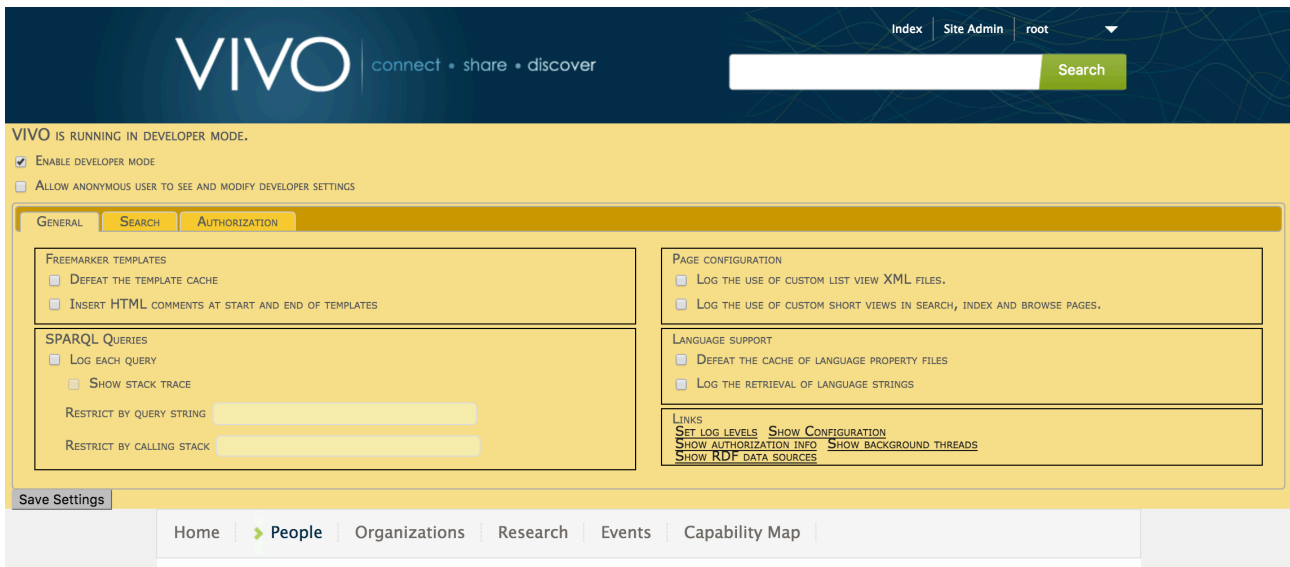 Index Site Admin root
VIVO connect • share • discover
Search
VIVO is running in developer mode.
Enable developer mode
Allow anonymous user to see and modify developer settings
General Search Authorization
Freemarker templates
Defeat the template cache
Insert HTML comments at start and end of templates
SPARQL Queries
Log each query
Show stack trace
Restrict by query string
Restrict by calling stack
Page configuration
Log the use of custom list view XML files.
Log the use of custom short views in search, index and browse pages.
Language support
Defeat the cache of language property files
Log the retrieval of language strings
Links
Set log levels Show Configuration
Show authorization info Show background threads
Show RDF data sources
Save Settings
Home People Organizations Research Events Capability Map